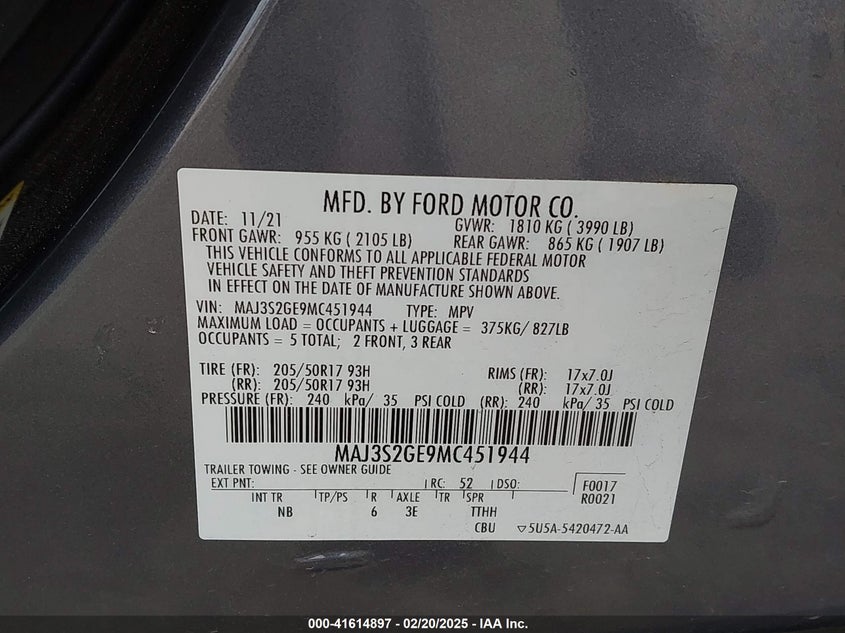 MFD. BY FORD MOTOR CO.
DATE: 11/21 GVWR: 1810 KG ( 3990 LB)
FRONT GAWR: 955 KG ( 2105 LB) REAR GAWR: 865 KG ( 1907 LB)
THIS VEHICLE CONFORMS TO ALL APPLICABLE FEDERAL MOTOR
VEHICLE SAFETY AND THEFT PREVENTION STANDARDS
IN EFFECT ON THE DATE OF MANUFACTURE SHOWN ABOVE.
VIN: MAJ3S2GE9MC451944 TYPE: MPV
MAXIMUM LOAD = OCCUPANTS + LUGGAGE = 375KG/ 827LB
OCCUPANTS = 5 TOTAL; 2 FRONT, 3 REAR
TIRE (FR): 205/50R17 93H RIMS (FR): 17x7.0J
(RR): 205/50R17 93H (RR): 17x7.0J
PRESSURE (FR): 240 kPa/ 35 PSI COLD (RR): 240 kPa/ 35 PSI COLD
MAJ3S2GE9MC451944
TRAILER TOWING - SEE OWNER GUIDE
EXT PNT: RC: 52 DSO: F0017
R0021
INT TR TP/PS R AXLE TR SPR
NB 6 3E TTHH
CBU ▽5U5A-5420472-AA
000-41614897 - 02/20/2025 - IAA Inc.